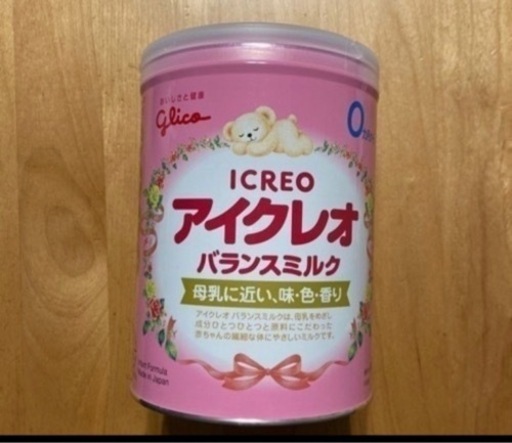 おいしさと健康
glico
0
ICREO
アイクレオ
バランスミルク
母乳に近い、味・色・香り
アイクレオ バランスミルクは、母乳をめざし、
成分ひとつひとつと原料にこだわった
赤ちゃんの繊細な体にやさしいミルクです。
Formula
Made in Japan